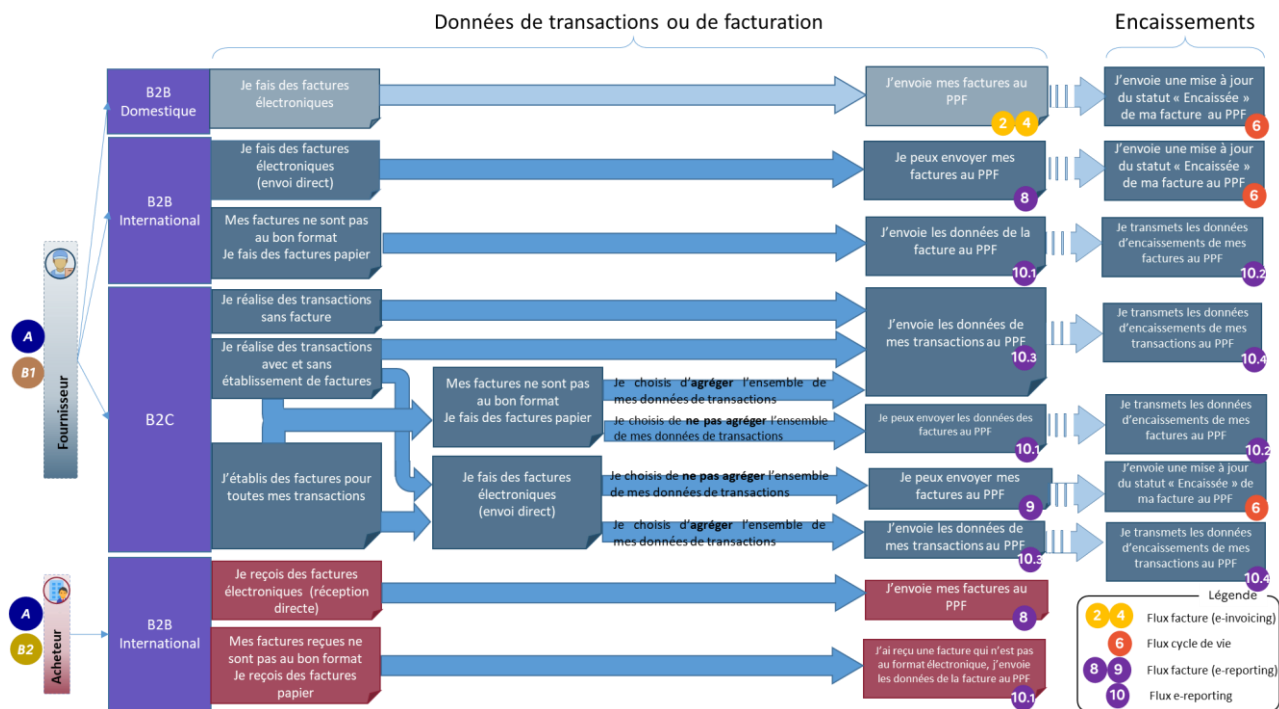 Données de transactions ou de facturation
Encaissements
B2B
Domestique
Je fais des factures
électroniques
J'envoie mes factures au
PPF
2 4
J'envoie une mise à jour
du statut « Encaissée »
de ma facture au PPF
6
B2B
International
Je fais des factures
électroniques
(envoi direct)
Je peux envoyer mes
factures au PPF
8
J'envoie une mise à jour
du statut « Encaissée »
de ma facture au PPF
6
Mes factures ne sont pas
au bon format
Je fais des factures papier
J'envoie les données de la
facture au PPF
10.1
Je transmets les données
d'encaissements de mes
factures au PPF
10.2
Fournisseur
A
B1
B2C
Je réalise des transactions
sans facture
Je réalise des transactions
avec et sans
établissement de factures
J'envoie les données de
mes transactions au PPF
10.3
Je transmets les données
d'encaissements de mes
transactions au PPF
10.4
Mes factures ne sont pas
au bon format
Je fais des factures papier
Je choisis d'agréger l'ensemble de
mes données de transactions
Je choisis de ne pas agréger l'ensemble
de mes données de transactions
Je peux envoyer les données des
factures au PPF
10.1
Je transmets les données
d'encaissements de mes
factures au PPF
10.2
J'établis des factures pour
toutes mes transactions
Je fais des factures
électroniques
(envoi direct)
Je choisis de ne pas agréger l'ensemble
de mes données de transactions
Je peux envoyer mes
factures au PPF
9
J'envoie une mise à jour
du statut « Encaissée » de
ma facture au PPF
6
Je choisis d'agréger l'ensemble de
mes données de transactions
J'envoie les données de
mes transactions au PPF
10.3
Je transmets les données
d'encaissements de mes
transactions au PPF
10.4
Acheteur
A
B2
B2B
International
Je reçois des factures
électroniques (réception
directe)
J'envoie mes factures au
PPF
8
Mes factures reçues ne
sont pas au bon format
Je reçois des factures
papier
J'ai reçu une facture qui n'est pas
au format électronique, j'envoie
les données de la facture au PPF
10.1
Légende
2 4 Flux facture (e-invoicing)
6 Flux cycle de vie
8 9 Flux facture (e-reporting)
10 Flux e-reporting